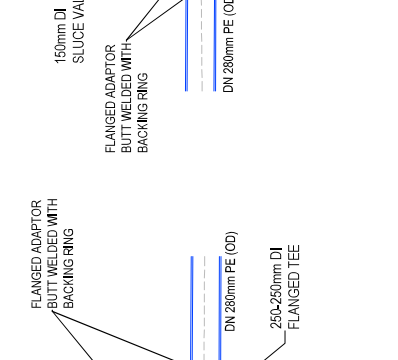 150mm DI
SLUCE VAL
FLANGED ADAPTOR
BUTT WELDED WITH
BACKING RING
DN 280mm PE (OD
FLANGED ADAPTOR
BUTT WELDED WITH
BACKING RING
DN 280mm PE (OD)
250-250mm DI
FLANGED TEE